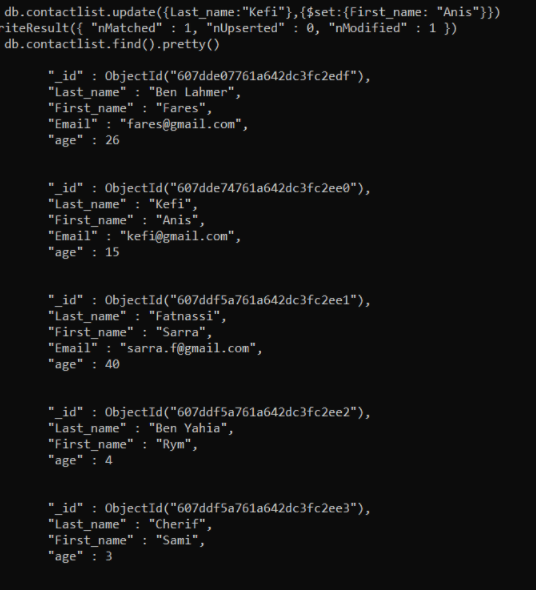 db.contactlist.update({Last_name:"Kefi"},{$set:{First_name: "Anis"}})
riteResult({ "nMatched" : 1, "nUpserted" : 0, "nModified" : 1 })
db.contactlist.find().pretty()
"_id" : ObjectId("607dde07761a642dc3fc2edf"),
"Last_name" : "Ben Lahmer",
"First_name" : "Fares",
"Email" : "fares@gmail.com",
"age" : 26
"_id" : ObjectId("607dde74761a642dc3fc2ee0"),
"Last_name" : "Kefi",
"First_name" : "Anis",
"Email" : "kefi@gmail.com",
"age" : 15
"_id" : ObjectId("607ddf5a761a642dc3fc2ee1"),
"Last_name" : "Fatnassi",
"First_name" : "Sarra",
"Email" : "sarra.f@gmail.com",
"age" : 40
"_id" : ObjectId("607ddf5a761a642dc3fc2ee2"),
"Last_name" : "Ben Yahia",
"First_name" : "Rym",
"age" : 4
"_id" : ObjectId("607ddf5a761a642dc3fc2ee3"),
"Last_name" : "Cherif",
"First_name" : "Sami",
"age" : 3